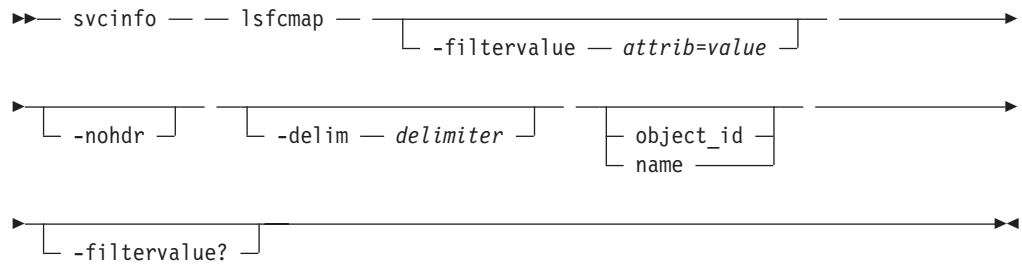 svcinfo lsfcmap
-filtervalue attrib=value
-nohdr -delim delimiter object_id
name
-filtervalue?